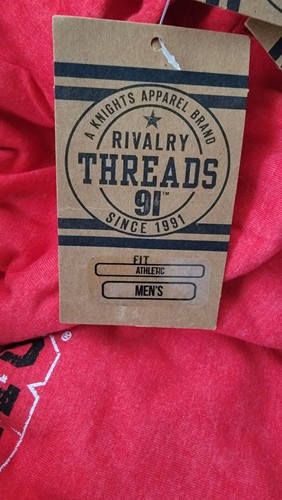 A KNIGHTS APPAREL BRAND
RIVALRY
THREADS
91™
SINCE 1991
FIT
ATHLETIC
MEN'S
®